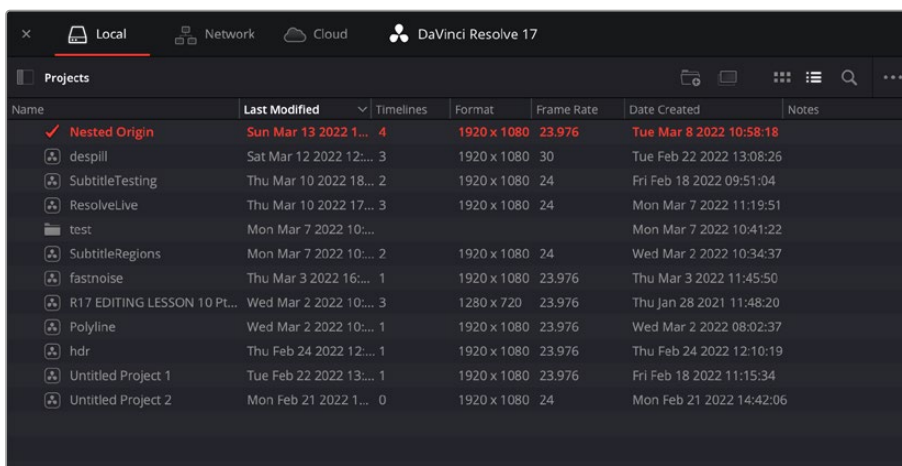 Local Network Cloud DaVinci Resolve 17
Projects
Name Last Modified Timelines Format Frame Rate Date Created Notes
Nested Origin Sun Mar 13 2022 1... 4 1920 x 1080 23.976 Tue Mar 8 2022 10:58:18
despill Sat Mar 12 2022 12:... 3 1920 x 1080 30 Tue Feb 22 2022 13:08:26
SubtitleTesting Thu Mar 10 2022 18... 2 1920 x 1080 24 Fri Feb 18 2022 09:51:04
ResolveLive Thu Mar 10 2022 17... 3 1920 x 1080 24 Mon Mar 7 2022 11:19:51
test Mon Mar 7 2022 10:... Mon Mar 7 2022 10:41:22
SubtitleRegions Mon Mar 7 2022 10:... 2 1920 x 1080 24 Wed Mar 2 2022 10:34:37
fastnoise Thu Mar 3 2022 16:... 1 1920 x 1080 23.976 Thu Mar 3 2022 11:45:50
R17 EDITING LESSON 10 Pt... Wed Mar 2 2022 10:... 3 1280 x 720 23.976 Thu Jan 28 2021 11:48:20
Polyline Wed Mar 2 2022 10:... 1 1920 x 1080 23.976 Wed Mar 2 2022 08:02:37
hdr Thu Feb 24 2022 12:... 1 1920 x 1080 23.976 Thu Feb 24 2022 12:10:19
Untitled Project 1 Tue Feb 22 2022 13:... 1 1920 x 1080 23.976 Fri Feb 18 2022 11:15:34
Untitled Project 2 Mon Feb 21 2022 1... 0 1920 x 1080 24 Mon Feb 21 2022 14:42:06